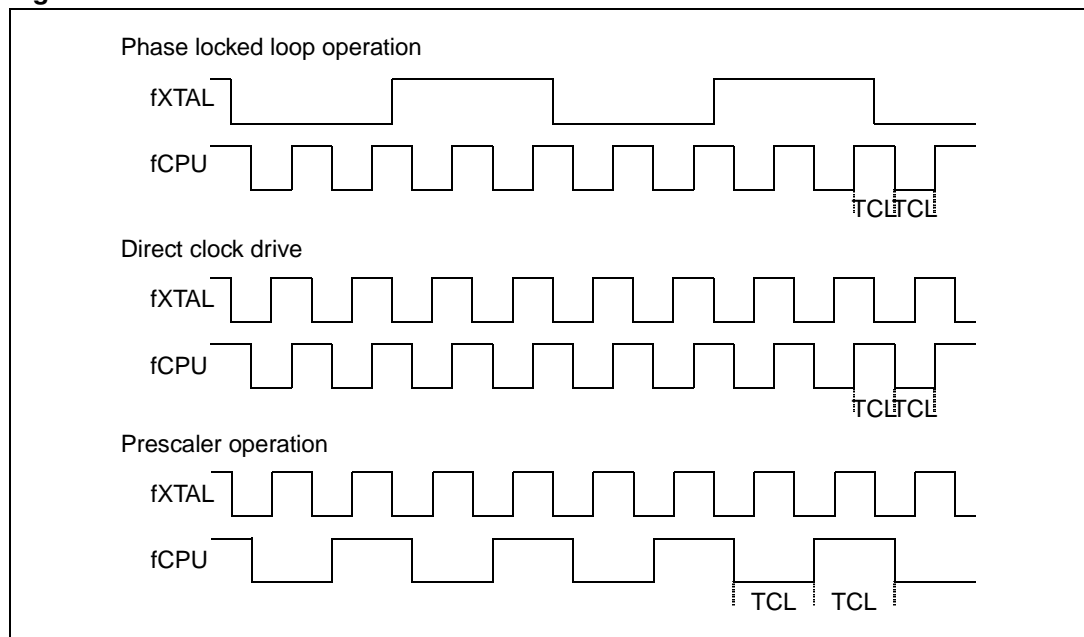 Phase locked loop operation
fXTAL
fCPU
TCL TCL
Direct clock drive
fXTAL
fCPU
TCL TCL
Prescaler operation
fXTAL
fCPU
TCL TCL